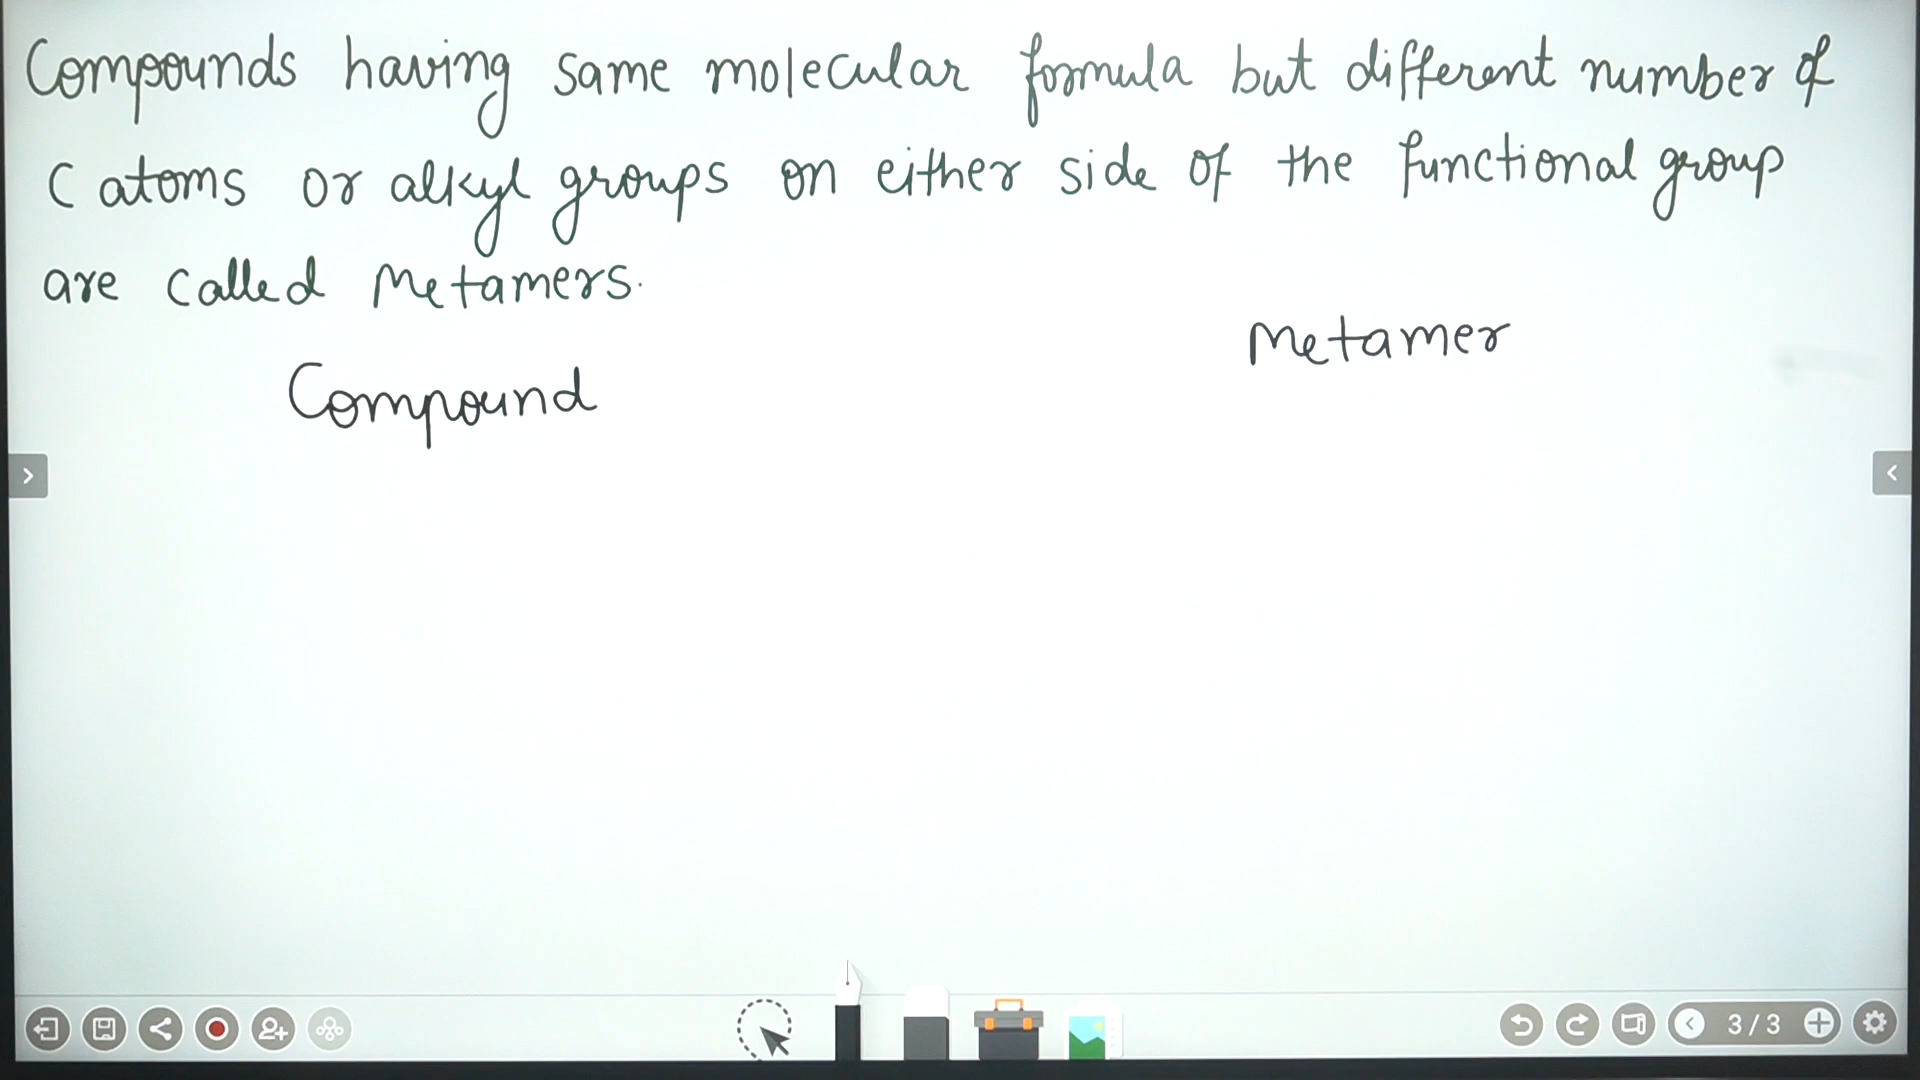 Compounds having same molecular formula but different number of
C atoms or alkyl groups on either side of the functional group
are called Metamers.
Metamer
Compound
3/3